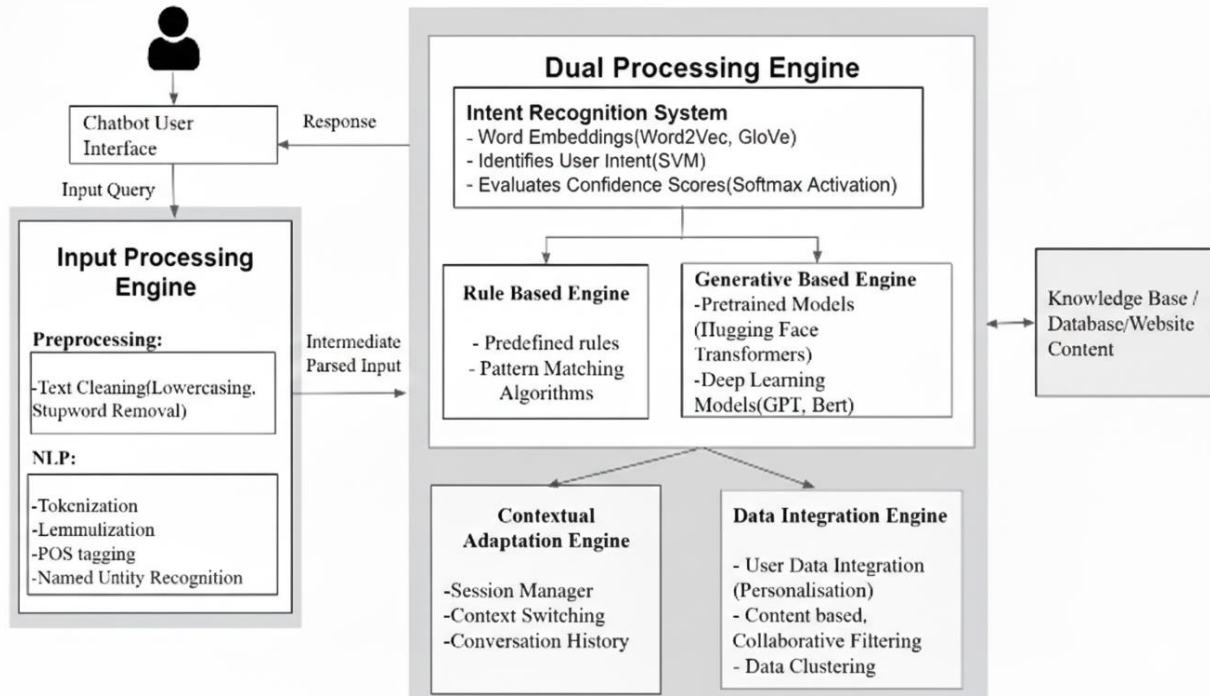 Chatbot User
Interface
Response
Input Query
Input Processing
Engine
Preprocessing:
-Text Cleaning(Lowercasing,
Stupword Removal)
NLP:
-Tokenization
-Lemmulization
-POS tagging
-Named Untity Recognition
Intermediate
Parsed Input
Dual Processing Engine
Intent Recognition System
- Word Embeddings(Word2Vec, GloVe)
- Identifies User Intent(SVM)
- Evaluates Confidence Scores(Softmax Activation)
Rule Based Engine
- Predefined rules
- Pattern Matching
Algorithms
Generative Based Engine
-Pretrained Models
(Hugging Face
Transformers)
-Deep Learning
Models(GPT, Bert)
Contextual
Adaptation Engine
-Session Manager
-Context Switching
-Conversation History
Data Integration Engine
- User Data Integration
(Personalisation)
- Content based,
Collaborative Filtering
- Data Clustering
Knowledge Base /
Database/Website
Content